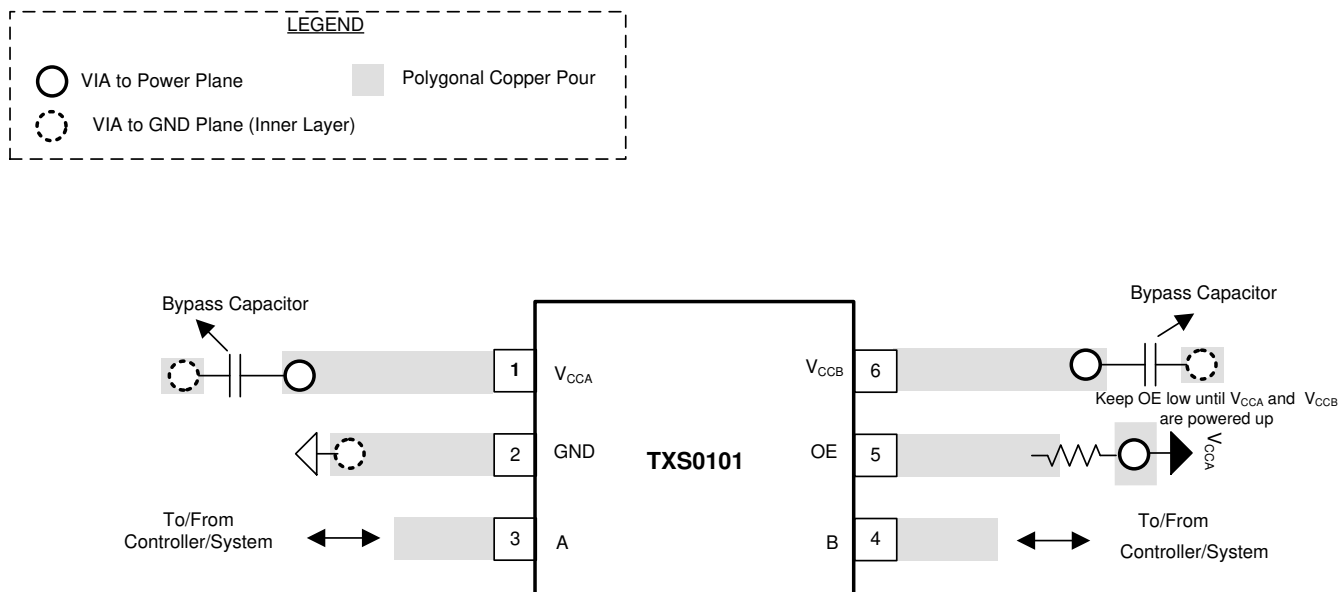 LEGEND
VIA to Power Plane
Polygonal Copper Pour
VIA to GND Plane (Inner Layer)
Bypass Capacitor
Bypass Capacitor
1
VCCA
VCCB
6
Keep OE low until VCCA and VCCB
are powered up
2
GND
TXS0101
OE
5
VCCA
To/From
Controller/System
3
A
B
4
To/From
Controller/System